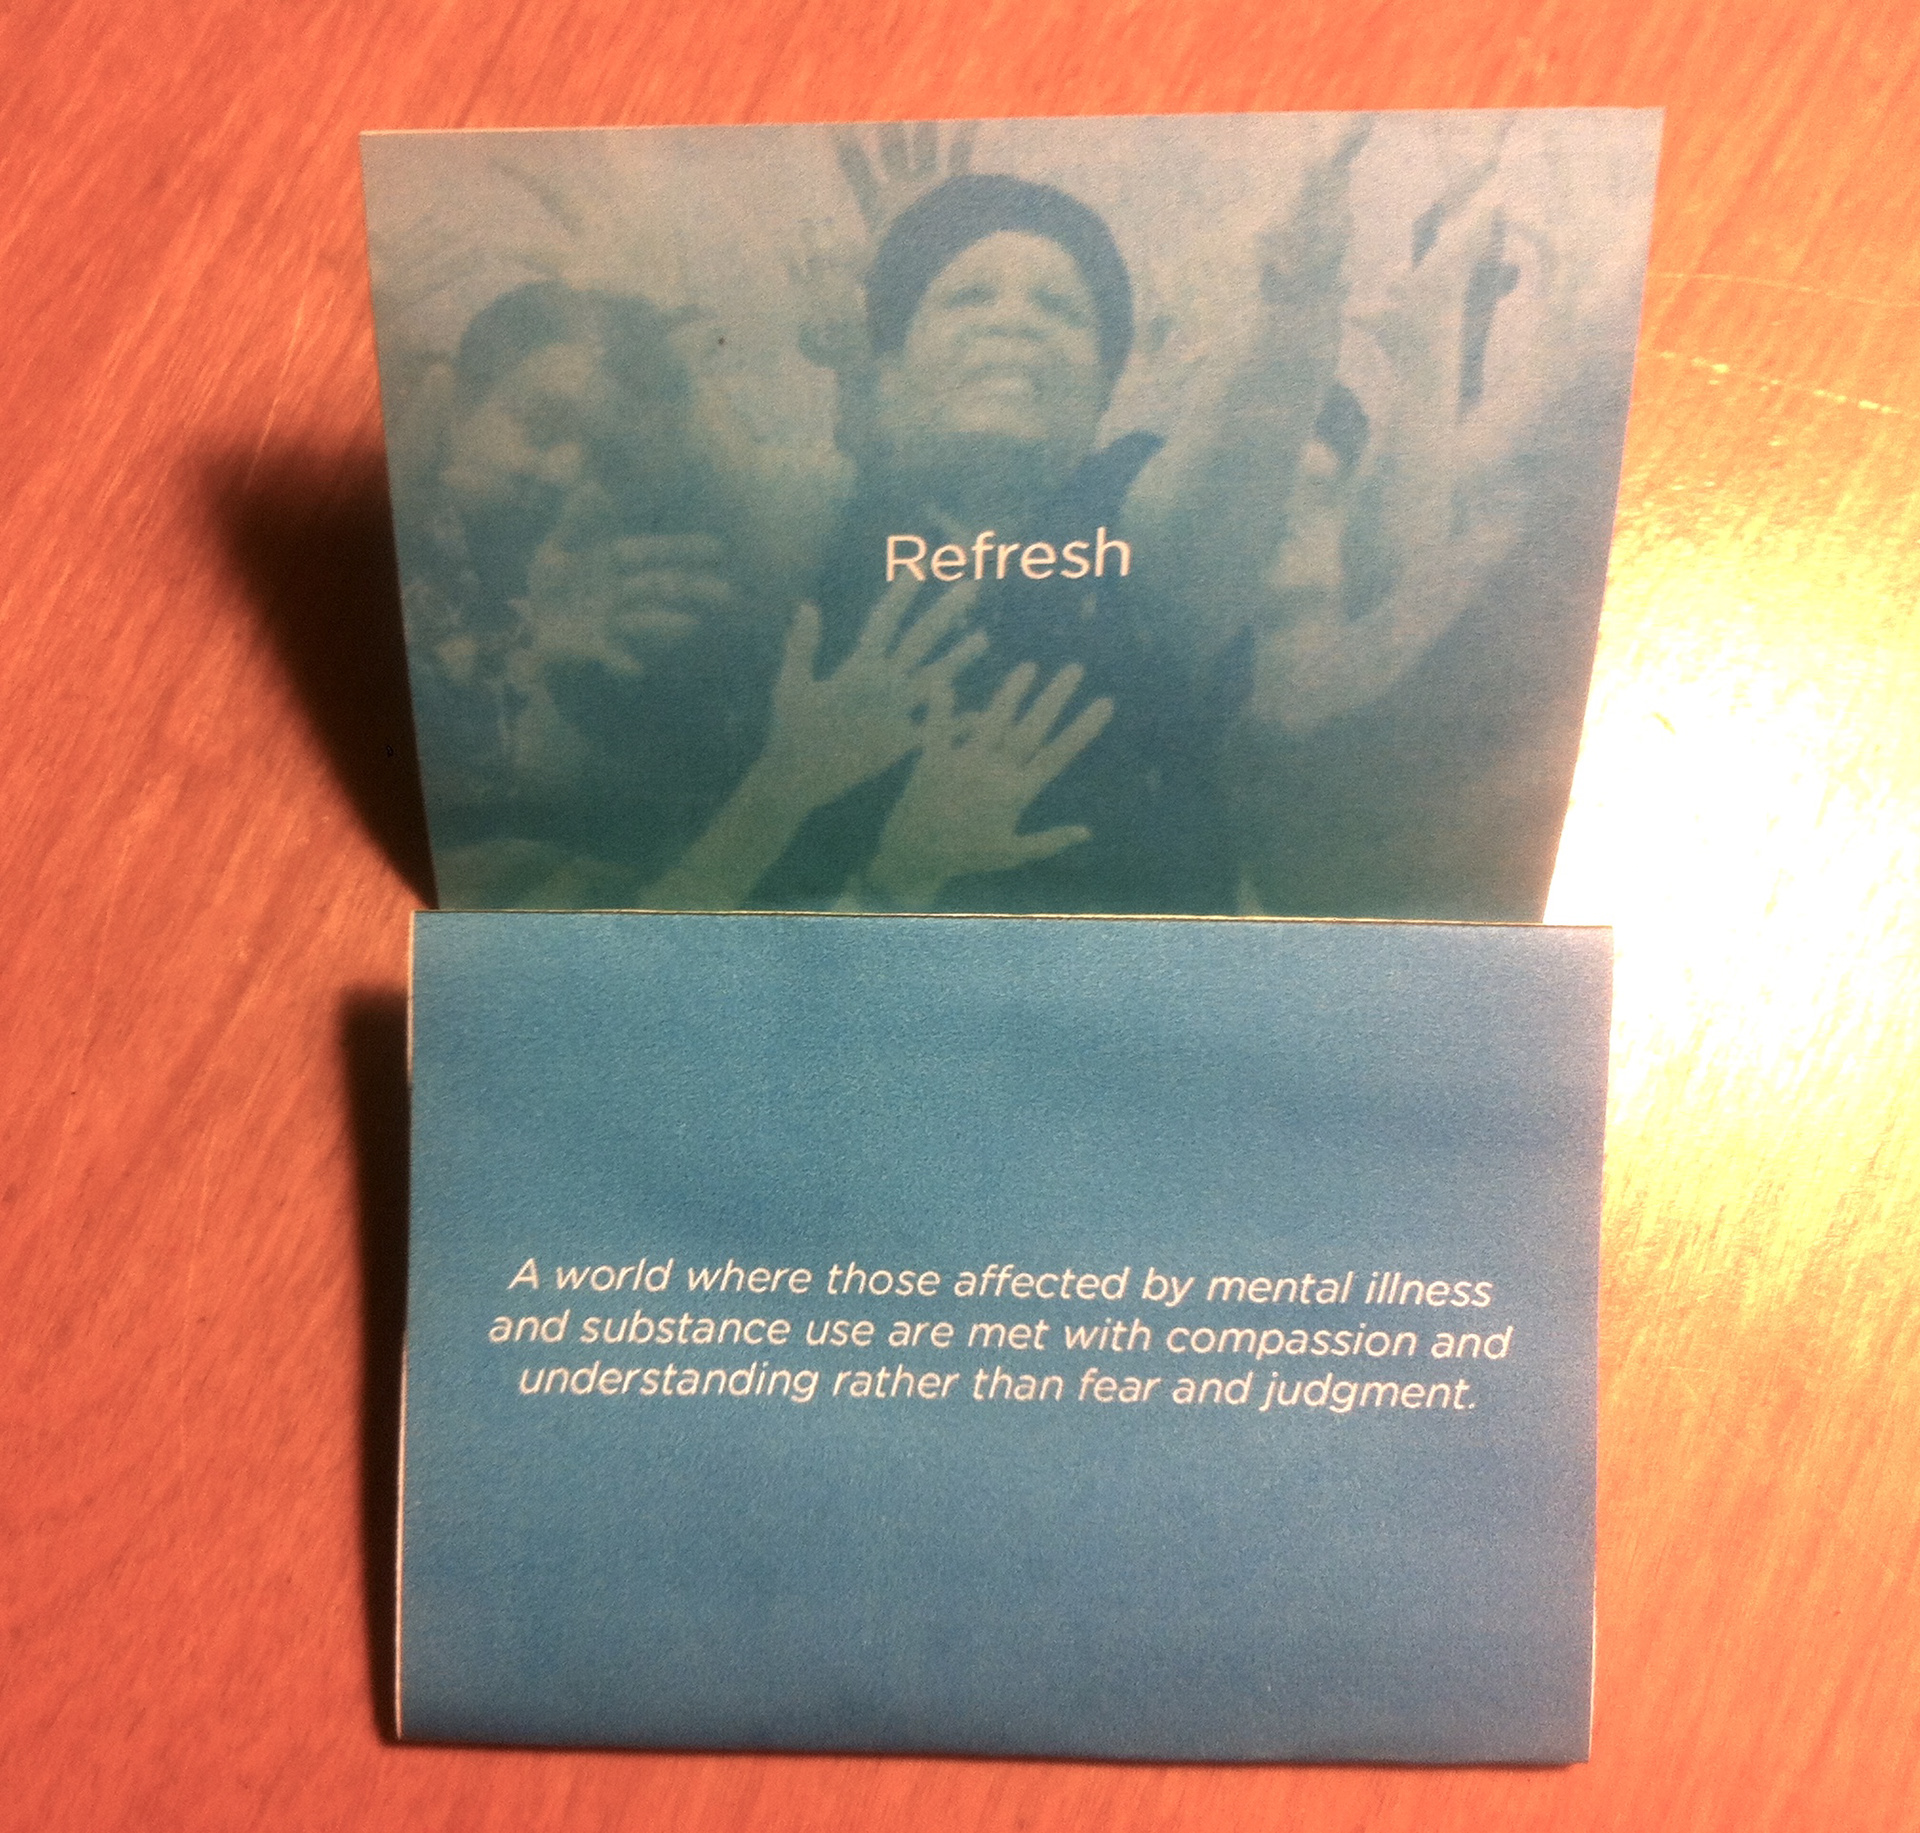 Refresh
A world where those affected by mental illness
and substance use are met with compassion and
understanding rather than fear and judgment.